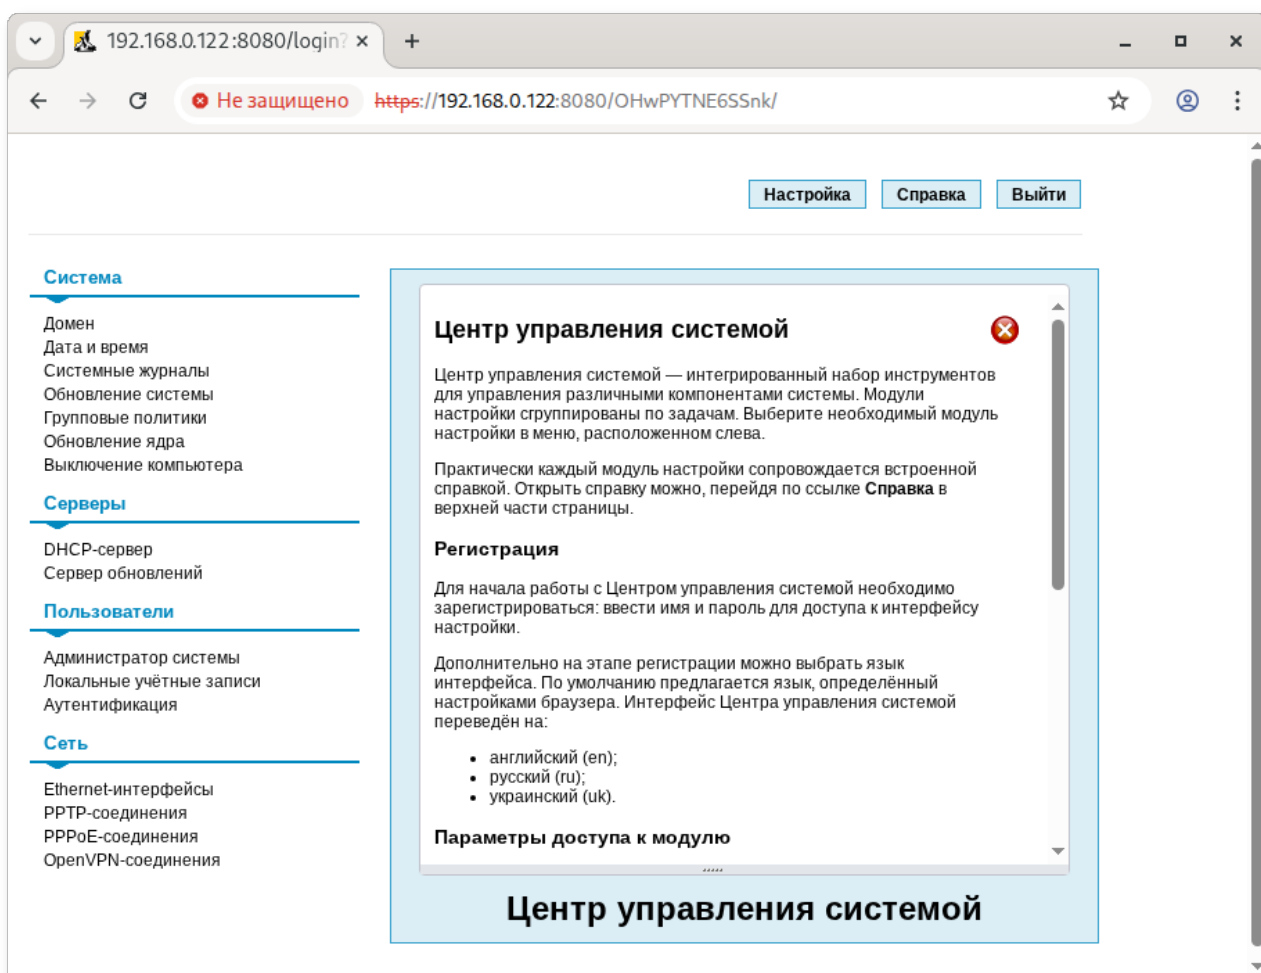 192.168.0.122:8080/login?
Не защищено https://192.168.0.122:8080/OHwPYTNE6SSnk/
Настройка Справка Выйти
Система
Домен
Дата и время
Системные журналы
Обновление системы
Групповые политики
Обновление ядра
Выключение компьютера
Серверы
DHCP-сервер
Сервер обновлений
Пользователи
Администратор системы
Локальные учётные записи
Аутентификация
Сеть
Ethernet-интерфейсы
PPTP-соединения
PPPoE-соединения
OpenVPN-соединения
Центр управления системой
Центр управления системой — интегрированный набор инструментов
для управления различными компонентами системы. Модули
настройки сгруппированы по задачам. Выберите необходимый модуль
настройки в меню, расположенном слева.
Практически каждый модуль настройки сопровождается встроенной
справкой. Открыть справку можно, перейдя по ссылке Справка в
верхней части страницы.
Регистрация
Для начала работы с Центром управления системой необходимо
зарегистрироваться: ввести имя и пароль для доступа к интерфейсу
настройки.
Дополнительно на этапе регистрации можно выбрать язык
интерфейса. По умолчанию предлагается язык, определённый
настройками браузера. Интерфейс Центра управления системой
переведён на:
английский (en);
русский (ru);
украинский (uk).
Параметры доступа к модулю
Центр управления системой